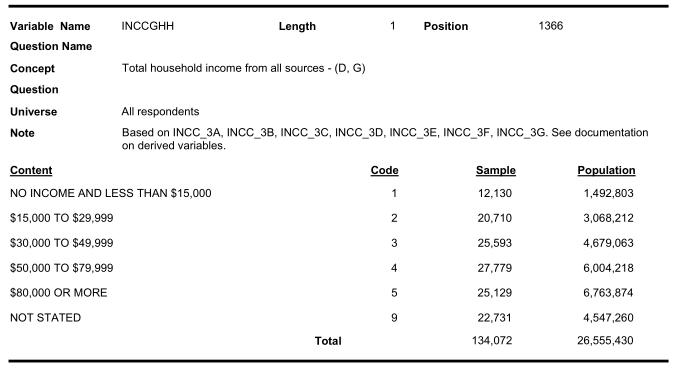 Variable Name INCCGHH Length 1 Position 1366
Question Name
Concept Total household income from all sources - (D, G)
Question
Universe All respondents
Note Based on INCC_3A, INCC_3B, INCC_3C, INCC_3D, INCC_3E, INCC_3F, INCC_3G. See documentation
on derived variables.
Content Code Sample Population
NO INCOME AND LESS THAN $15,000 1 12,130 1,492,803
$15,000 TO $29,999 2 20,710 3,068,212
$30,000 TO $49,999 3 25,593 4,679,063
$50,000 TO $79,999 4 27,779 6,004,218
$80,000 OR MORE 5 25,129 6,763,874
NOT STATED 9 22,731 4,547,260
Total 134,072 26,555,430